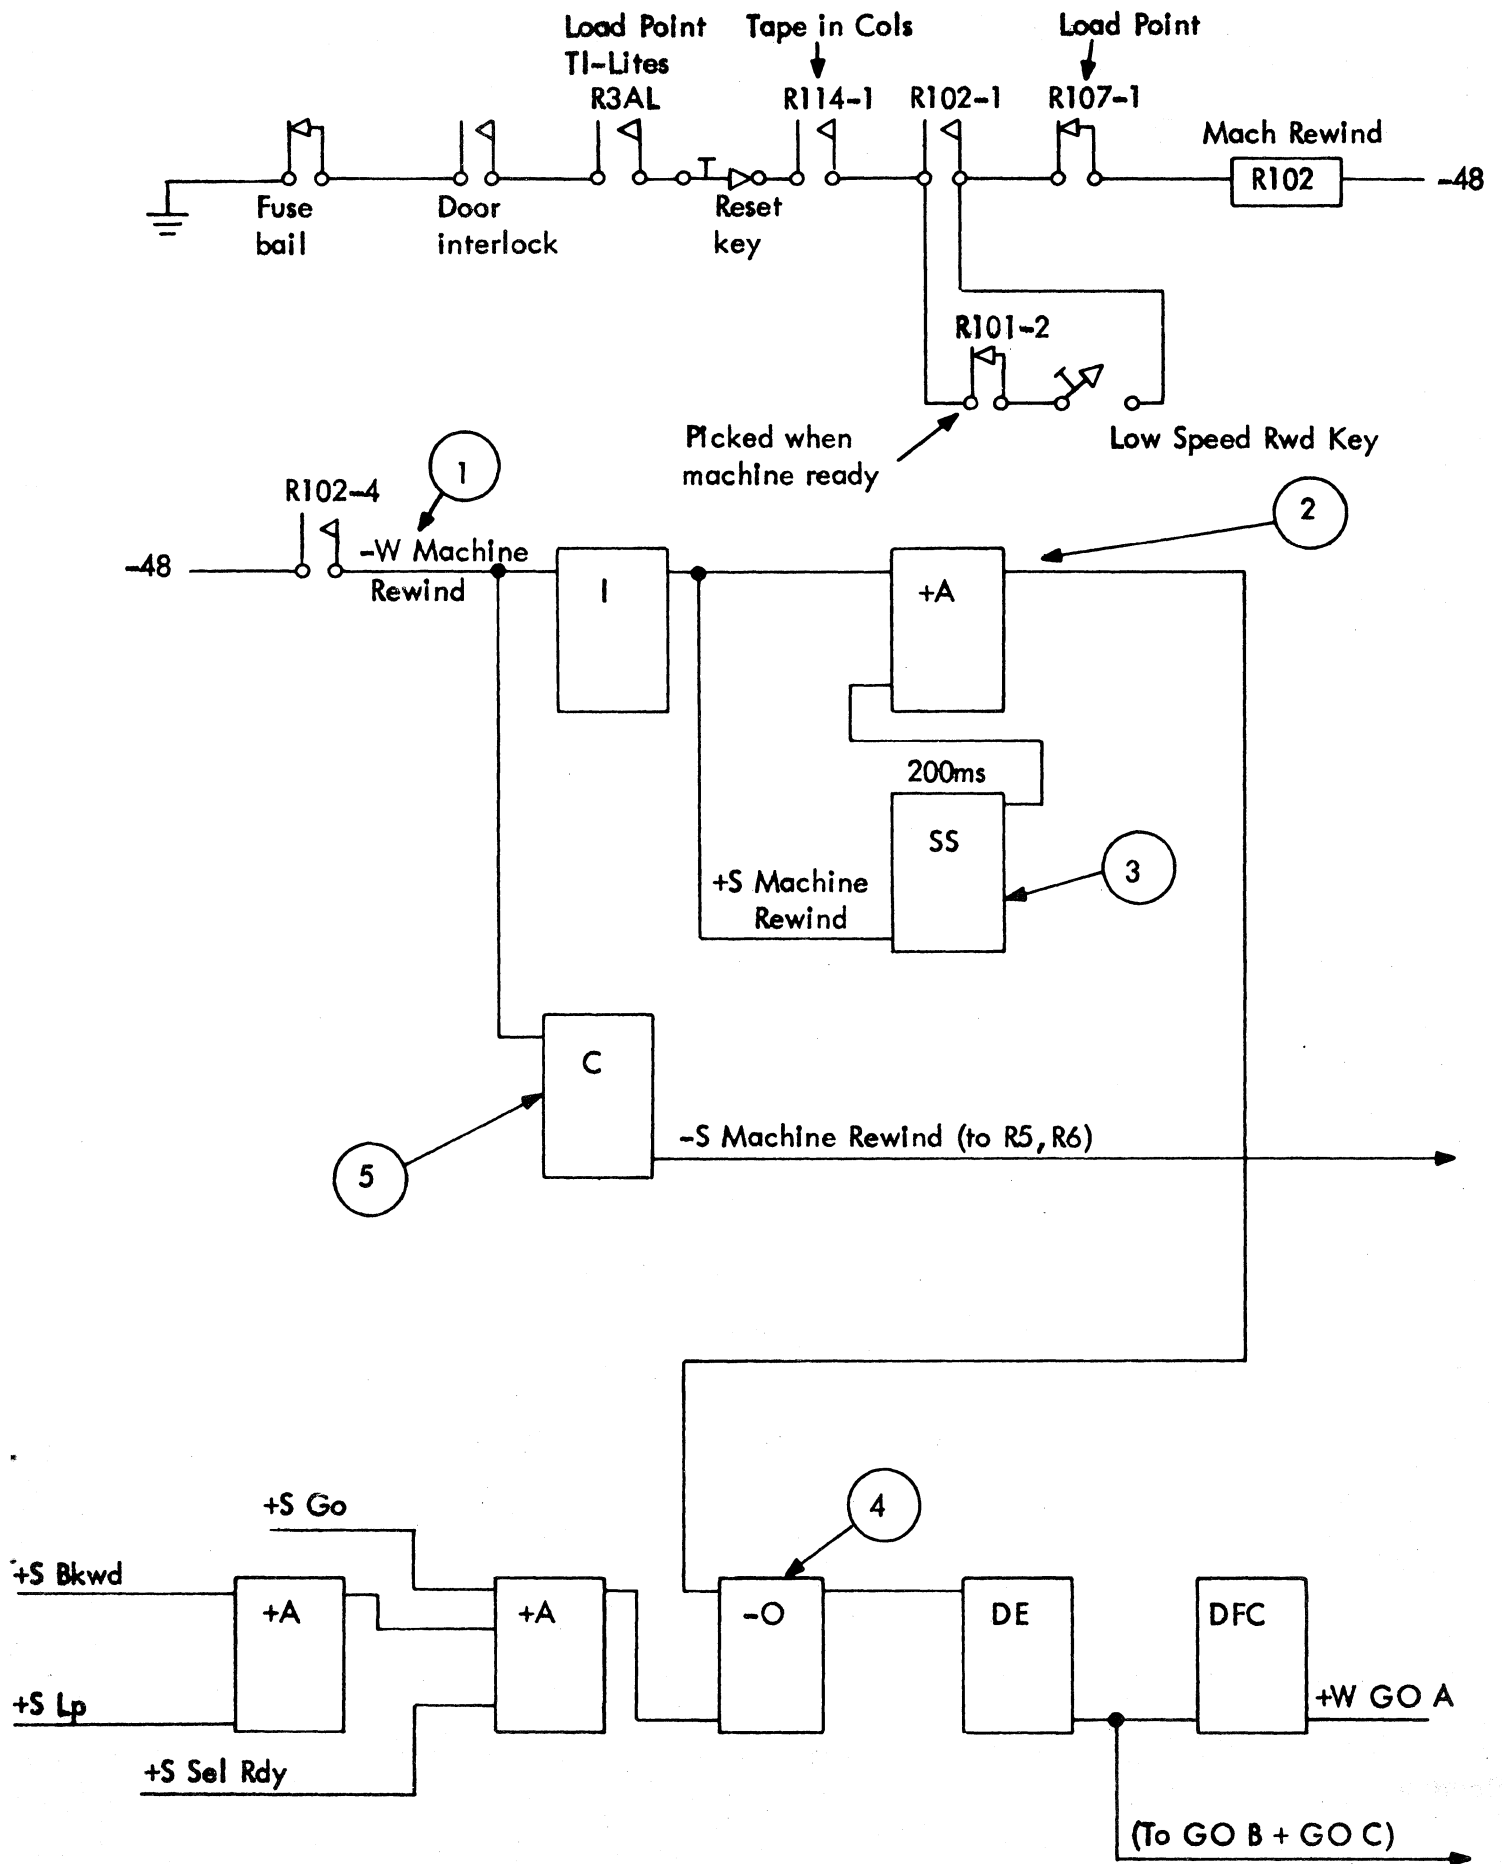 Load Point
Tl-Lites
R3AL
Tape in Cols
R114-1
R102-1
Load Point
R107-1
Mach Rewind
R102
-48
Fuse
bail
Door
interlock
T
Reset
key
R101-2
T
Picked when
machine ready
Low Speed Rwd Key
1
R102-4
-48
-W Machine
Rewind
I
+A
2
200ms
SS
3
+S Machine
Rewind
C
5
-S Machine Rewind (to R5, R6)
+S Go
4
+S Bkwd
+A
+A
-O
DE
DFC
+S Lp
+W GO A
+S Sel Rdy
(To GO B + GO C)